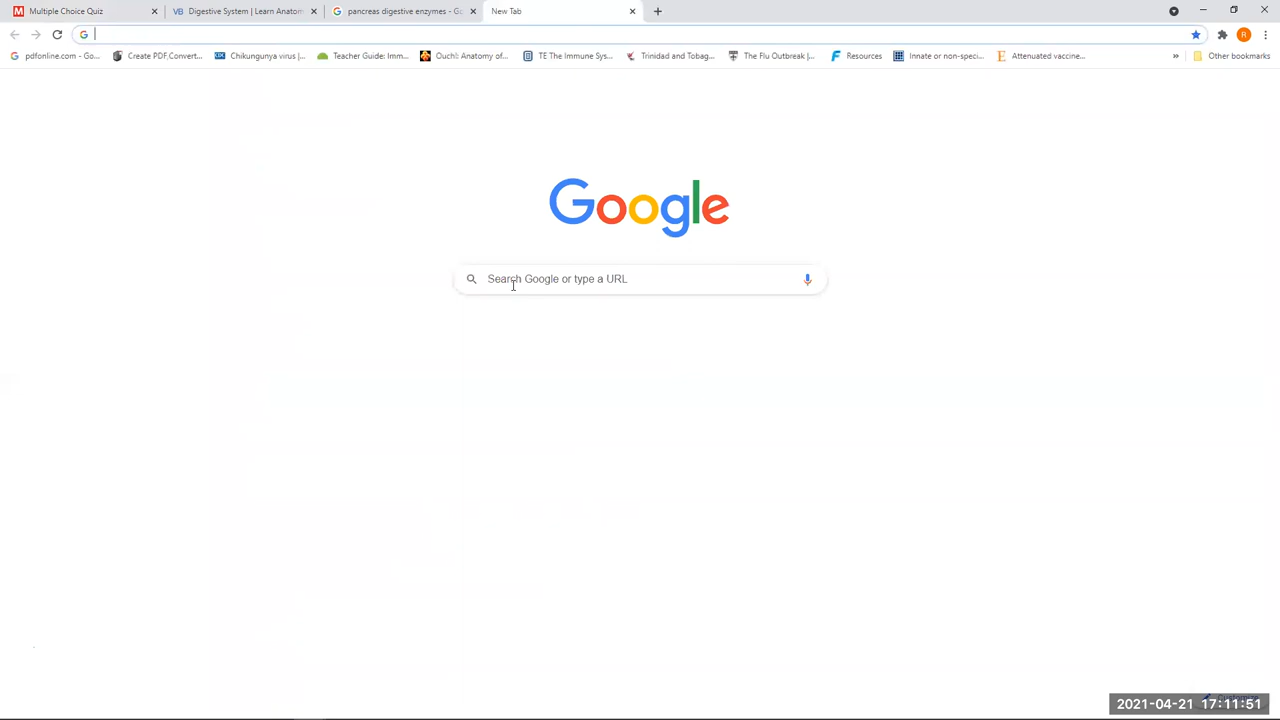 Multiple Choice Quiz
Digestive System | Learn Anatom
pancreas digestive enzymes - Go
New Tab
pdfonline.com - Go...
Create PDF,Convert...
Chikungunya virus |...
Teacher Guide: Imm...
Ouch!: Anatomy of...
TE The Immune Sys...
Trinidad and Tobag...
The Flu Outbreak |...
Resources
Innate or non-speci...
Attenuated vaccine...
»
Other bookmarks
Google
Search Google or type a URL
Customize
2021-04-21 17:11:51